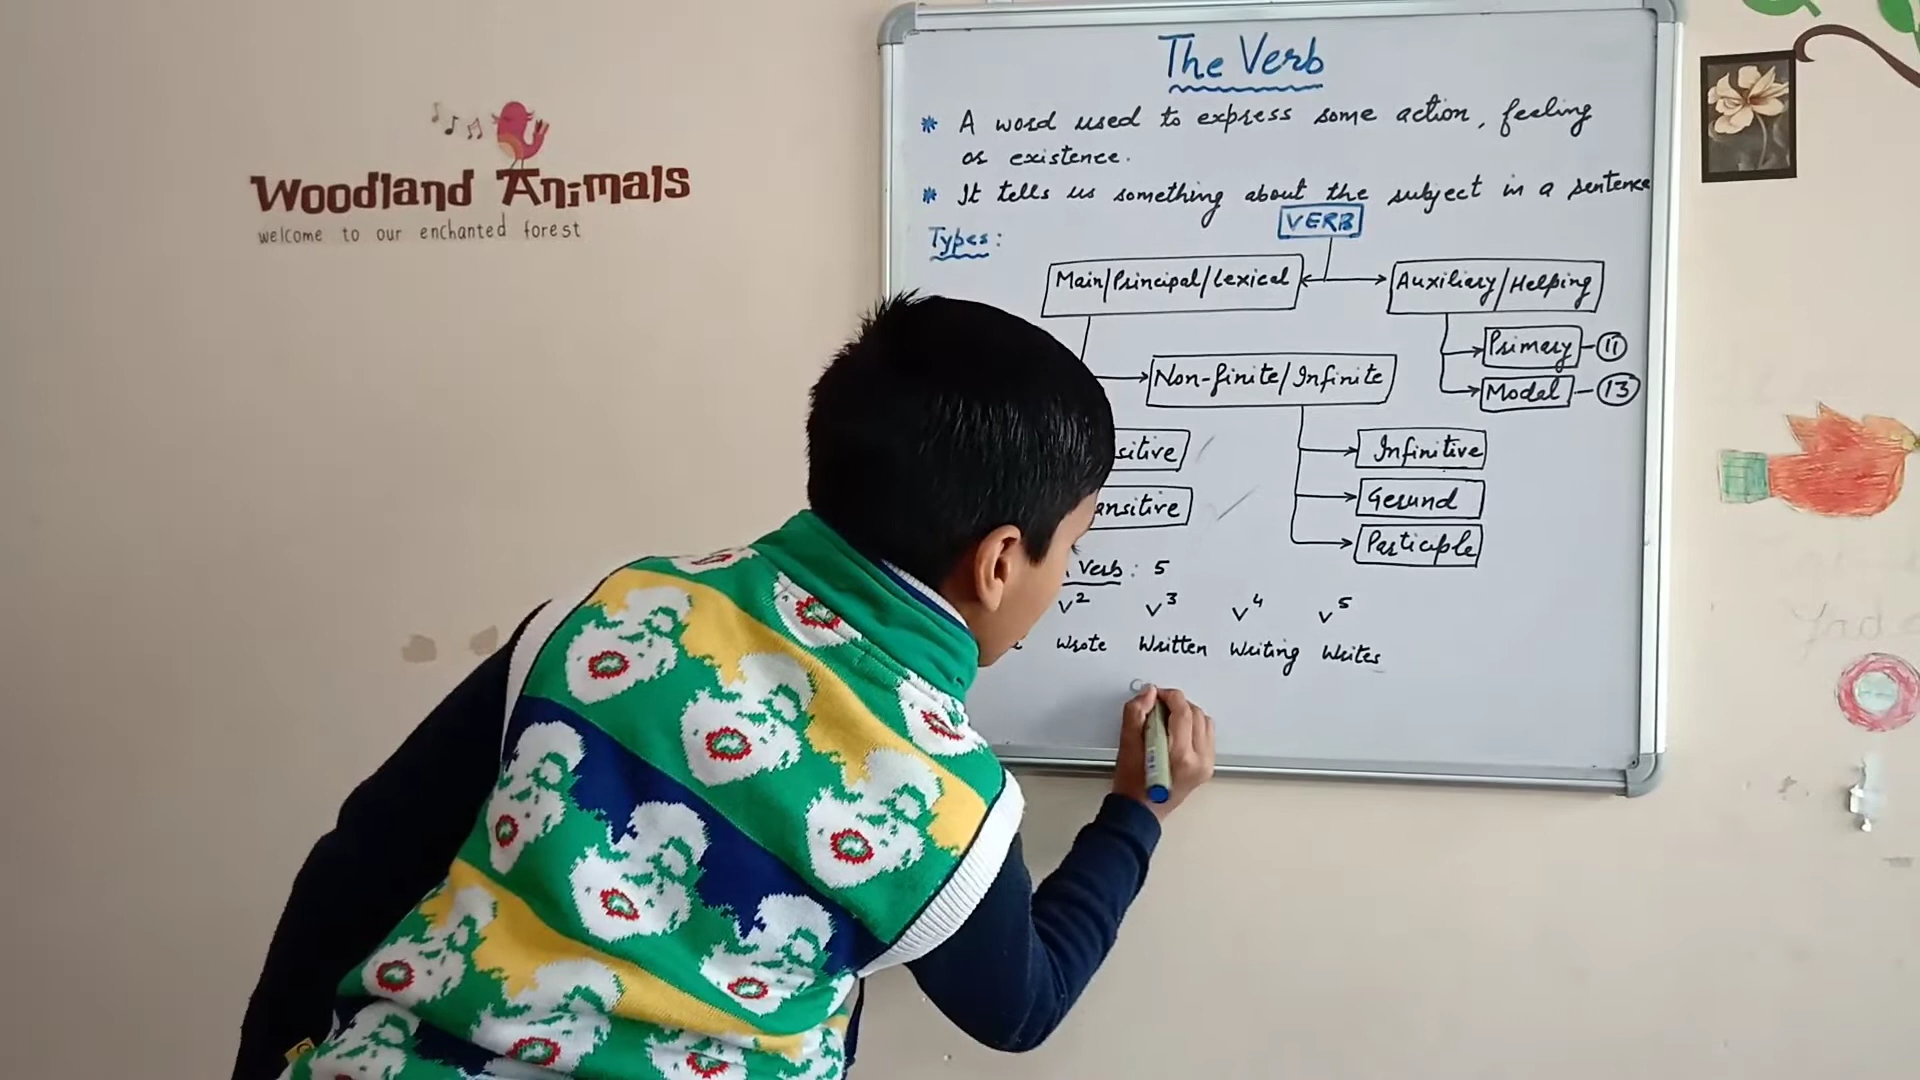 Woodland Animals
welcome to our enchanted forest
The Verb
* A word used to express some action, feeling
or existence.
* It tells us something about the subject in a sentence
VERB
Types:
Main/Principal/Lexical
Auxiliary/Helping
Primary - 11
Modal - 13
Non-finite/Infinite
sitive
Infinitive
ansitive
Gerund
Participle
Verb: 5
V2 V3 V4 V5
Wrote Written Writing Writes